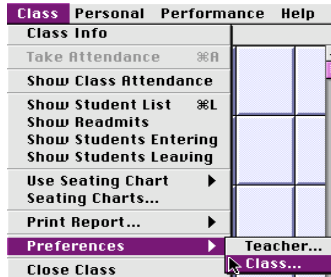 Class Personal Performance Help
Class Info
Take Attendance ⌘A
Show Class Attendance
Show Student List ⌘L
Show Readmits
Show Students Entering
Show Students Leaving
Use Seating Chart ▶
Seating Charts...
Print Report... ▶
Preferences ▶
Teacher...
Class...
Close Class